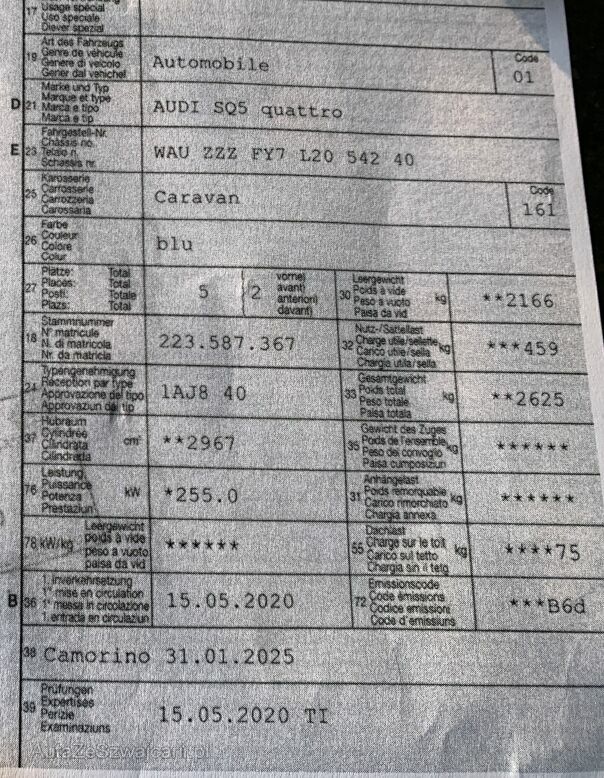 17 Usage spécial
Uso speciale
Diever spezial
19 Art des Fahrzeugs
Genre de véhicule
Genere di veicolo
Gener dal vehichel
Automobile
Code
01
D 21 Marke und Typ
Marque et type
Marca e tipo
Marca e tip
AUDI SQ5 quattro
E 23 Fahrgestell-Nr.
Châssis no.
Telaio n.
Schassis nr.
WAU ZZZ FY7 L20 542 40
25 Karosserie
Carrosserie
Carrozzeria
Carossaria
Caravan
Code
161
26 Farbe
Couleur
Colore
Colur
blu
27 Plätze: Total
Places: Total
Posti: Totale
Plazs: Total
5
2
vorne)
avant)
anteriori)
davant)
30 Leergewicht
Poids à vide
Peso a vuoto
Paisa da vid
kg
**2166
18 Stammnummer
N° matricule
N. di matricola
Nr. da matricla
223.587.367
32 Nutz-/Sattellast
Charge utile/sellette
Carico utile/sella
Chargia utila/sella
kg
***459
24 Typengenehmigung
Réception par type
Approvazione del tipo
Approvaziun dal tip
1AJ8 40
33 Gesamtgewicht
Poids total
Peso totale
Paisa totala
kg
**2625
37 Hubraum
Cylindrée
Cilindrata
Cilindrada
cm³
**2967
35 Gewicht des Zuges
Poids de l'ensemble
Peso del convoglio
Paisa cumposiziun
kg
******
76 Leistung
Puissance
Potenza
Prestaziun
kW
*255.0
31 Anhängelast
Poids remorquable
Carico rimorchiato
Chargia annexa
kg
******
78 kW/kg
Leergewicht
poids à vide
peso a vuoto
paisa da vid
******
55 Dachlast
Charge sur le toit
Carico sul tetto
Chargia sin il tetg
kg
****75
B 36 1. Inverkehrsetzung
1re mise en circulation
1a messa in circolazione
1. entrada en circulaziun
15.05.2020
72 Emissionscode
Code émissions
Codice emissioni
Code d'emissiuns
***B6d
38 Camorino 31.01.2025
39 Prüfungen
Expertises
Perizie
Examinaziuns
15.05.2020 TI
AutaZeSzwajcarii.pl